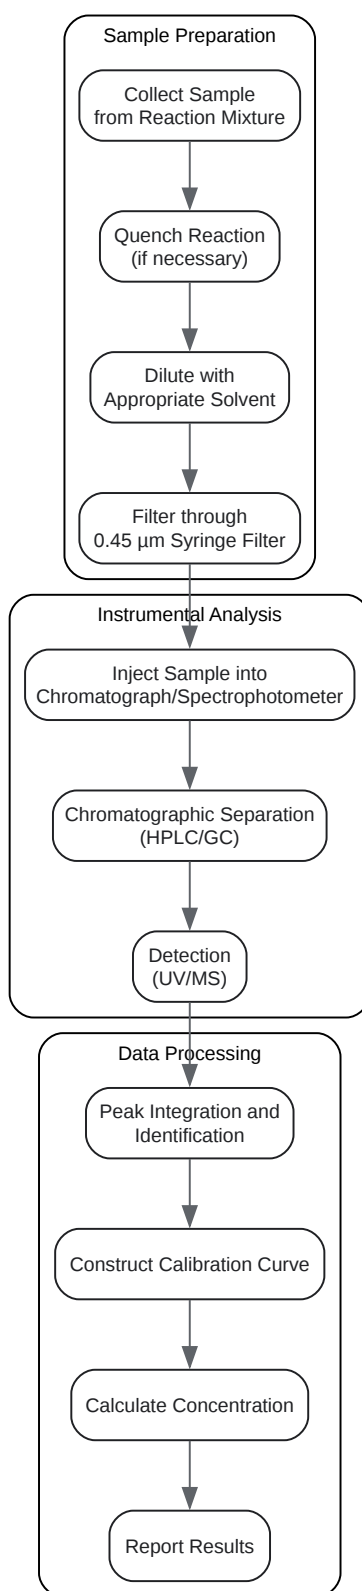 Sample Preparation
Collect Sample
from Reaction Mixture
Quench Reaction
(if necessary)
Dilute with
Appropriate Solvent
Filter through
0.45 µm Syringe Filter
Instrumental Analysis
Inject Sample into
Chromatograph/Spectrophotometer
Chromatographic Separation
(HPLC/GC)
Detection
(UV/MS)
Data Processing
Peak Integration and
Identification
Construct Calibration Curve
Calculate Concentration
Report Results